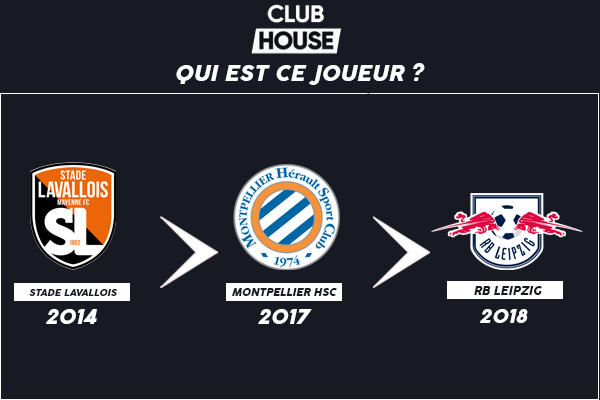 CLUB
HOUSE
QUI EST CE JOUEUR ?
STADE
LAVALLOIS
MAYENNE FC
SL
1902
STADE LAVALLOIS
2014
MONTPELLIER Hérault Sport Club
1974
MONTPELLIER HSC
2017
RB LEIPZIG
RB LEIPZIG
2018